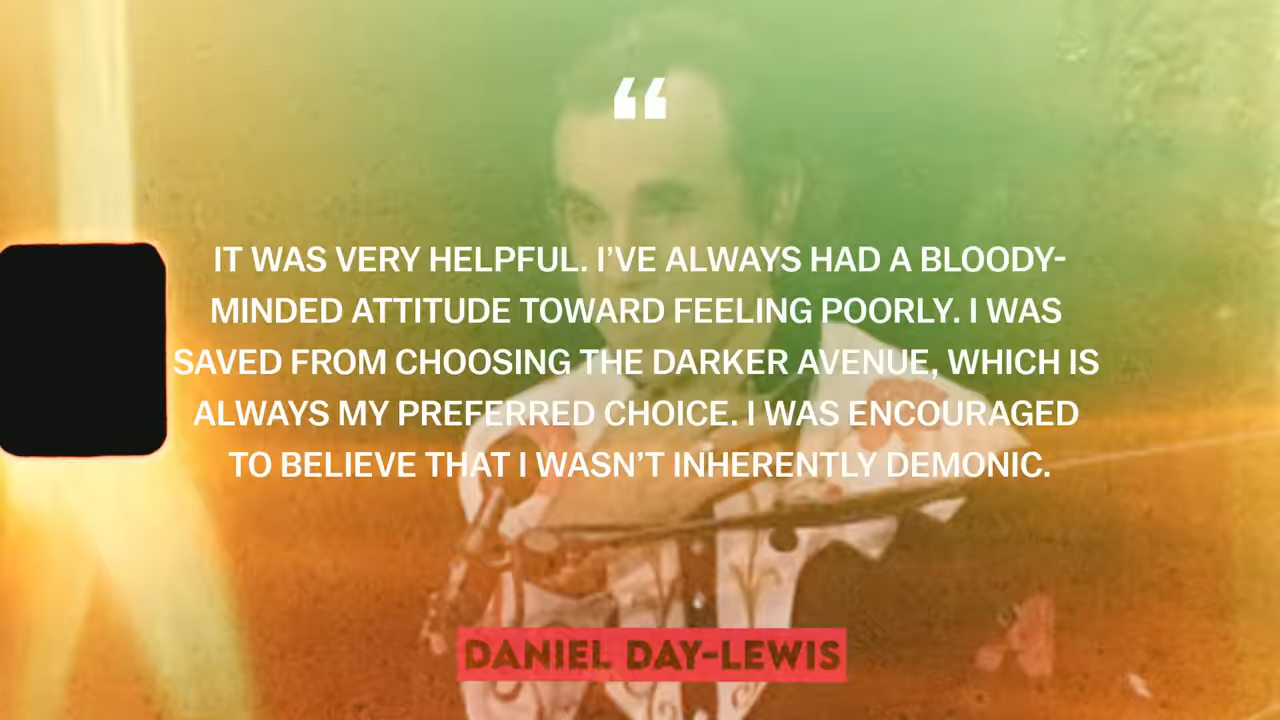 “
IT WAS VERY HELPFUL. I’VE ALWAYS HAD A BLOODY-
MINDED ATTITUDE TOWARD FEELING POORLY. I WAS
SAVED FROM CHOOSING THE DARKER AVENUE, WHICH IS
ALWAYS MY PREFERRED CHOICE. I WAS ENCOURAGED
TO BELIEVE THAT I WASN’T INHERENTLY DEMONIC.
DANIEL DAY-LEWIS